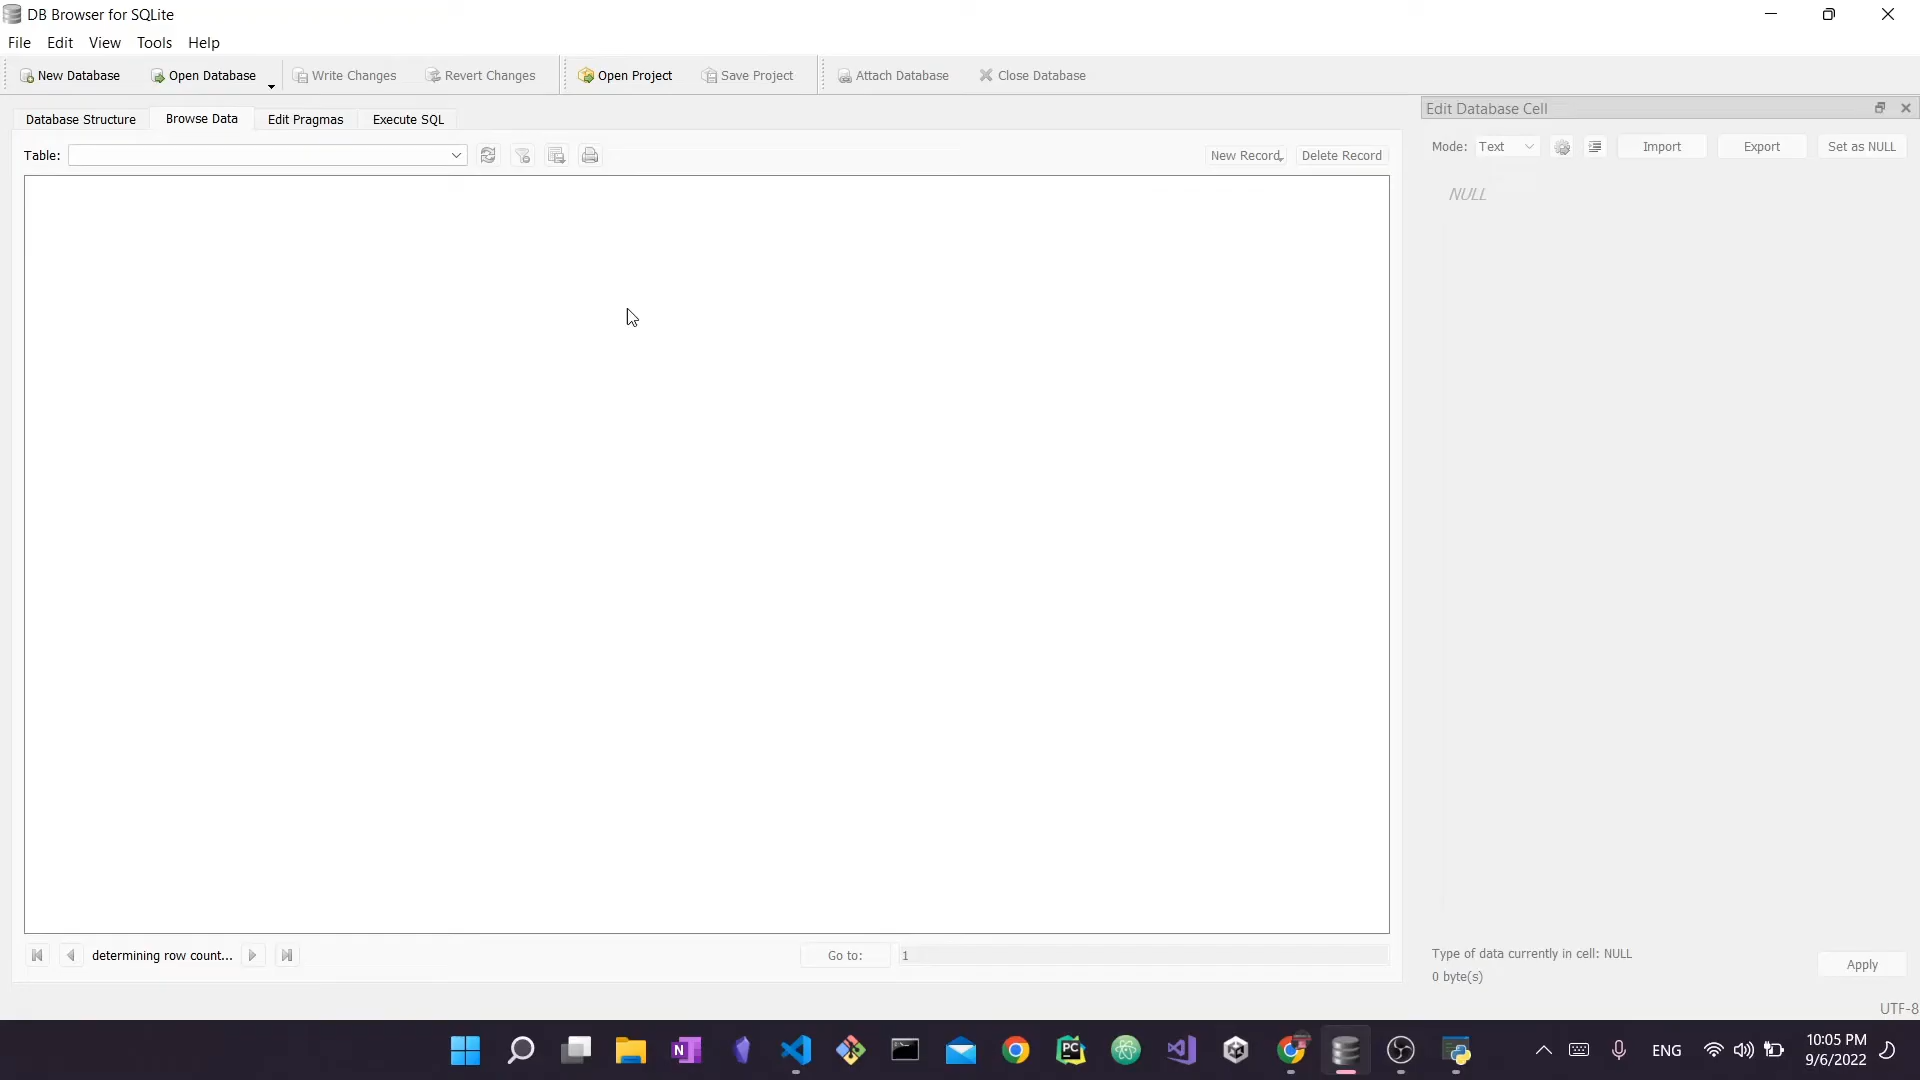 DB Browser for SQLite
File Edit View Tools Help
New Database Open Database Write Changes Revert Changes Open Project Save Project Attach Database Close Database
Database Structure Browse Data Edit Pragmas Execute SQL
Table: New Record Delete Record
determining row count... Go to: 1
Edit Database Cell
Mode: Text Import Export Set as NULL
NULL
Type of data currently in cell: NULL
0 byte(s)
Apply
UTF-8
N PC ENG 10:05 PM
9/6/2022